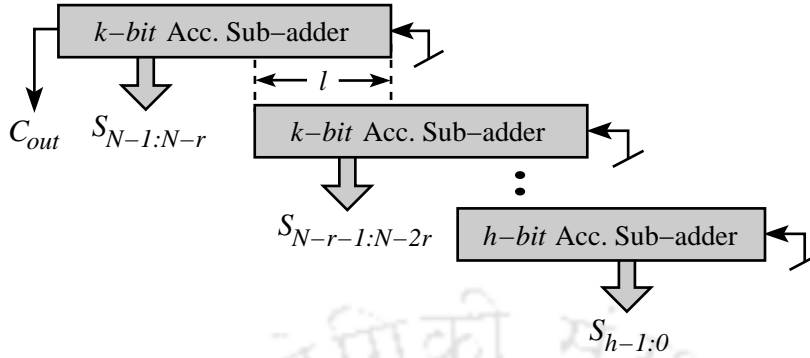 k-bit Acc. Sub-adder
l
C_out
S_N-1:N-r
k-bit Acc. Sub-adder
S_N-r-1:N-2r
h-bit Acc. Sub-adder
S_h-1:0